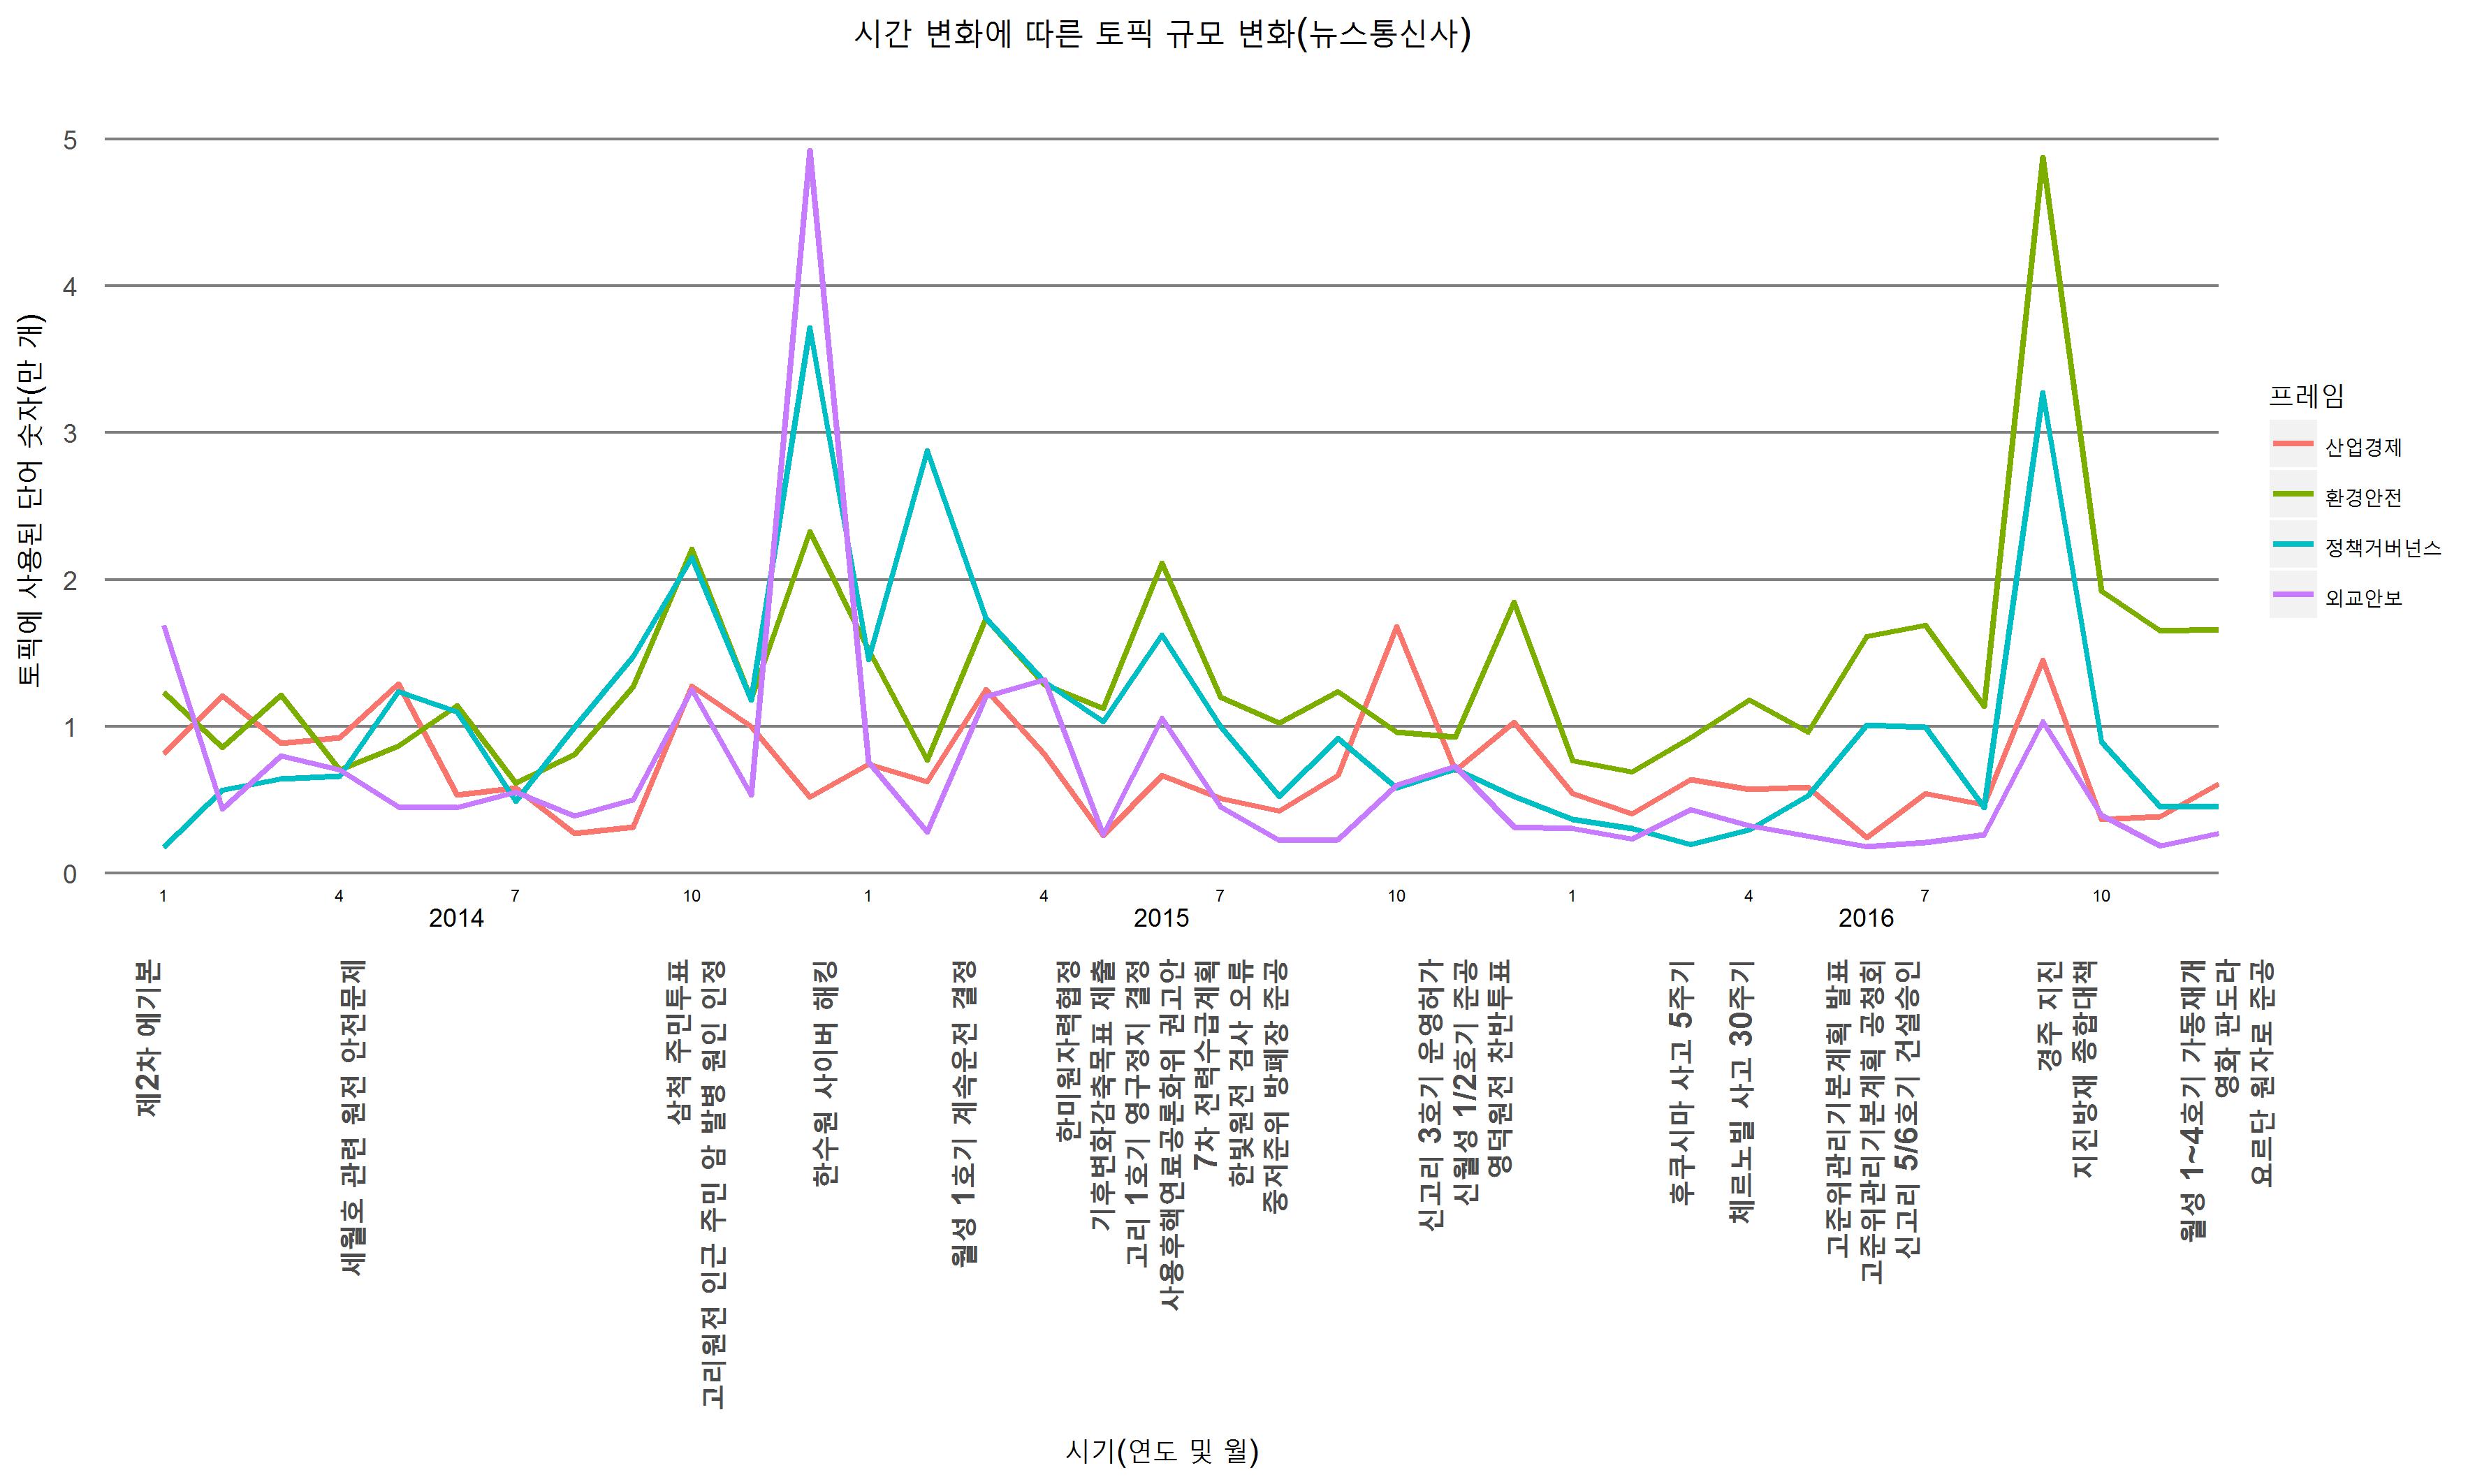 시간 변화에 따른 토픽 규모 변화(뉴스통신사)
토픽에 사용된 단어 숫자(만 개)
5
4
3
2
1
0
프레임
산업경제
환경안전
정책거버넌스
외교안보
1 4 7 10 1 4 7 10 1 4 7 10
2014 2015 2016
제2차 에기본
세월호 관련 원전 안전문제
삼척 주민투표
고리원전 인근 주민 암 발병 원인 인정
한수원 사이버 해킹
월성 1호기 계속운전 결정
한미원자력협정
기후변화감축목표 제출
고리 1호기 영구정지 결정
사용후핵연료공론화위 권고안
7차 전력수급계획
한빛원전 검사 오류
중저준위 방폐장 준공
신고리 3호기 운영허가
신월성 1/2호기 준공
영덕원전 찬반투표
후쿠시마 사고 5주기
체르노빌 사고 30주기
고준위관리기본계획 발표
고준위관리기본계획 공청회
신고리 5/6호기 건설승인
경주 지진
지진방재 종합대책
월성 1~4호기 가동재개
영화 판도라
요르단 원자로 준공
시기(연도 및 월)